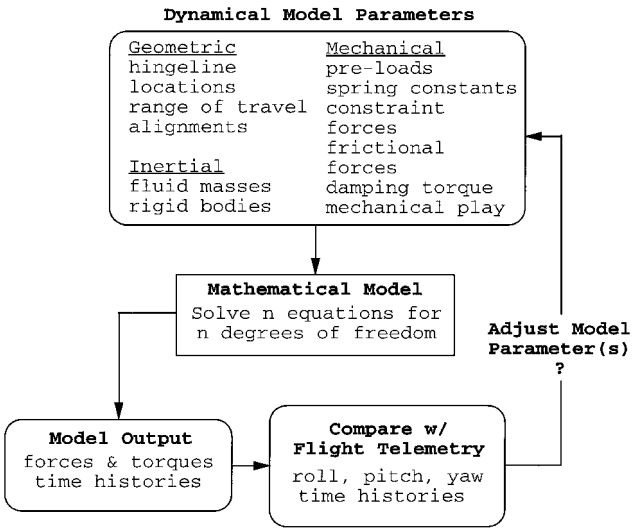 Dynamical Model Parameters
Geometric
hingeline
locations
range of travel
alignments
Inertial
fluid masses
rigid bodies
Mechanical
pre-loads
spring constants
constraint
forces
frictional
forces
damping torque
mechanical play
Mathematical Model
Solve n equations for
n degrees of freedom
Adjust Model
Parameter(s)
?
Model Output
forces & torques
time histories
Compare w/
Flight Telemetry
roll, pitch, yaw
time histories